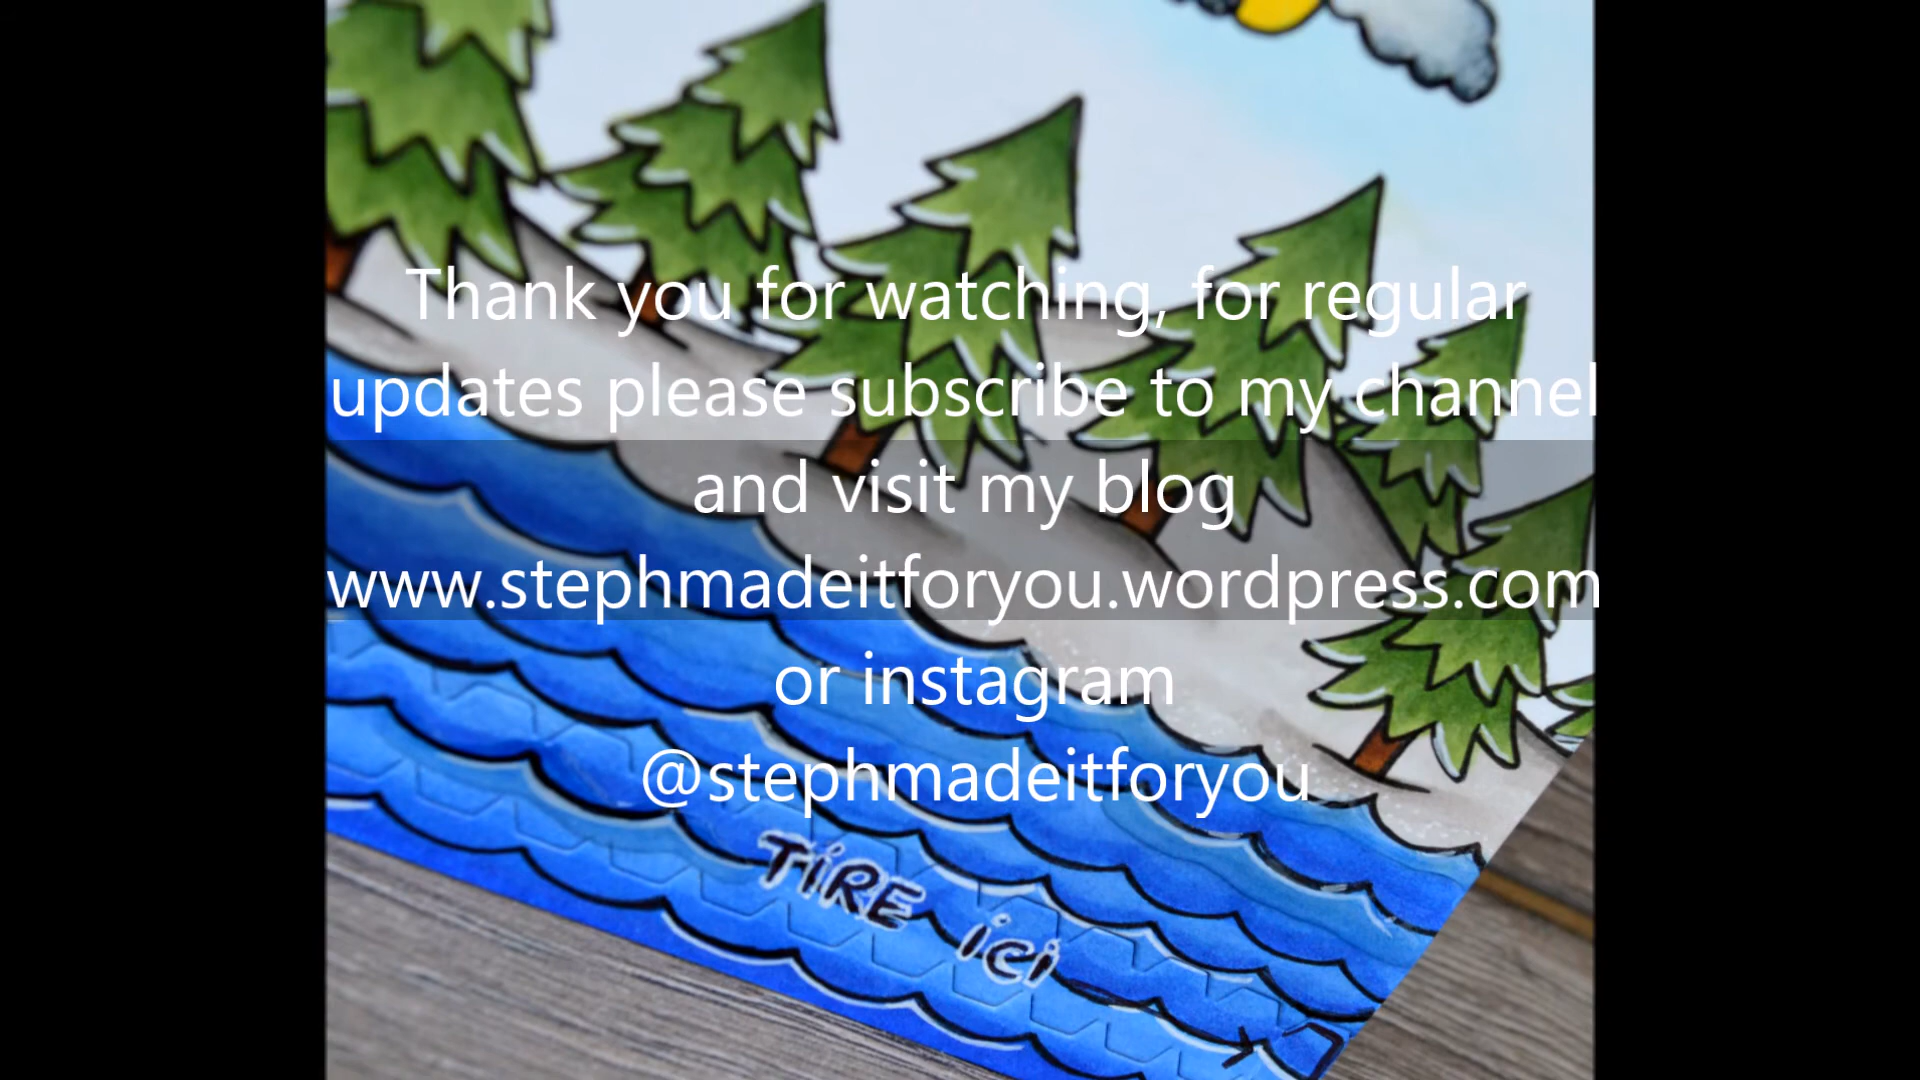 Thank you for watching, for regular
updates please subscribe to my channel
and visit my blog
www.stephmadeitforyou.wordpress.com
or instagram
@stephmadeitforyou
TiRE ici